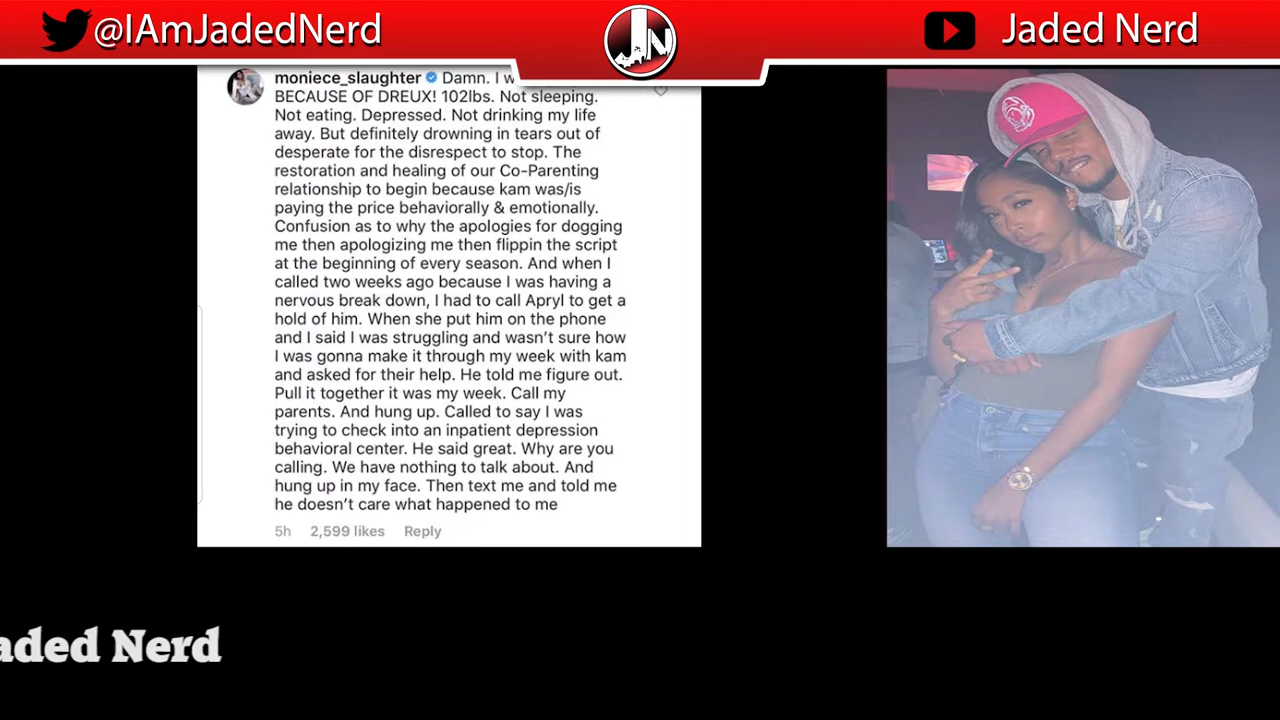 @IAmJadedNerd
JN
Jaded Nerd
moniece_slaughter Damn. I w
BECAUSE OF DREUX! 102lbs. Not sleeping.
Not eating. Depressed. Not drinking my life
away. But definitely drowning in tears out of
desperate for the disrespect to stop. The
restoration and healing of our Co-Parenting
relationship to begin because kam was/is
paying the price behaviorally & emotionally.
Confusion as to why the apologies for dogging
me then apologizing me then flippin the script
at the beginning of every season. And when I
called two weeks ago because I was having a
nervous break down, I had to call Apryl to get a
hold of him. When she put him on the phone
and I said I was struggling and wasn't sure how
I was gonna make it through my week with kam
and asked for their help. He told me figure out.
Pull it together it was my week. Call my
parents. And hung up. Called to say I was
trying to check into an inpatient depression
behavioral center. He said great. Why are you
calling. We have nothing to talk about. And
hung up in my face. Then text me and told me
he doesn't care what happened to me
5h 2,599 likes Reply
aded Nerd